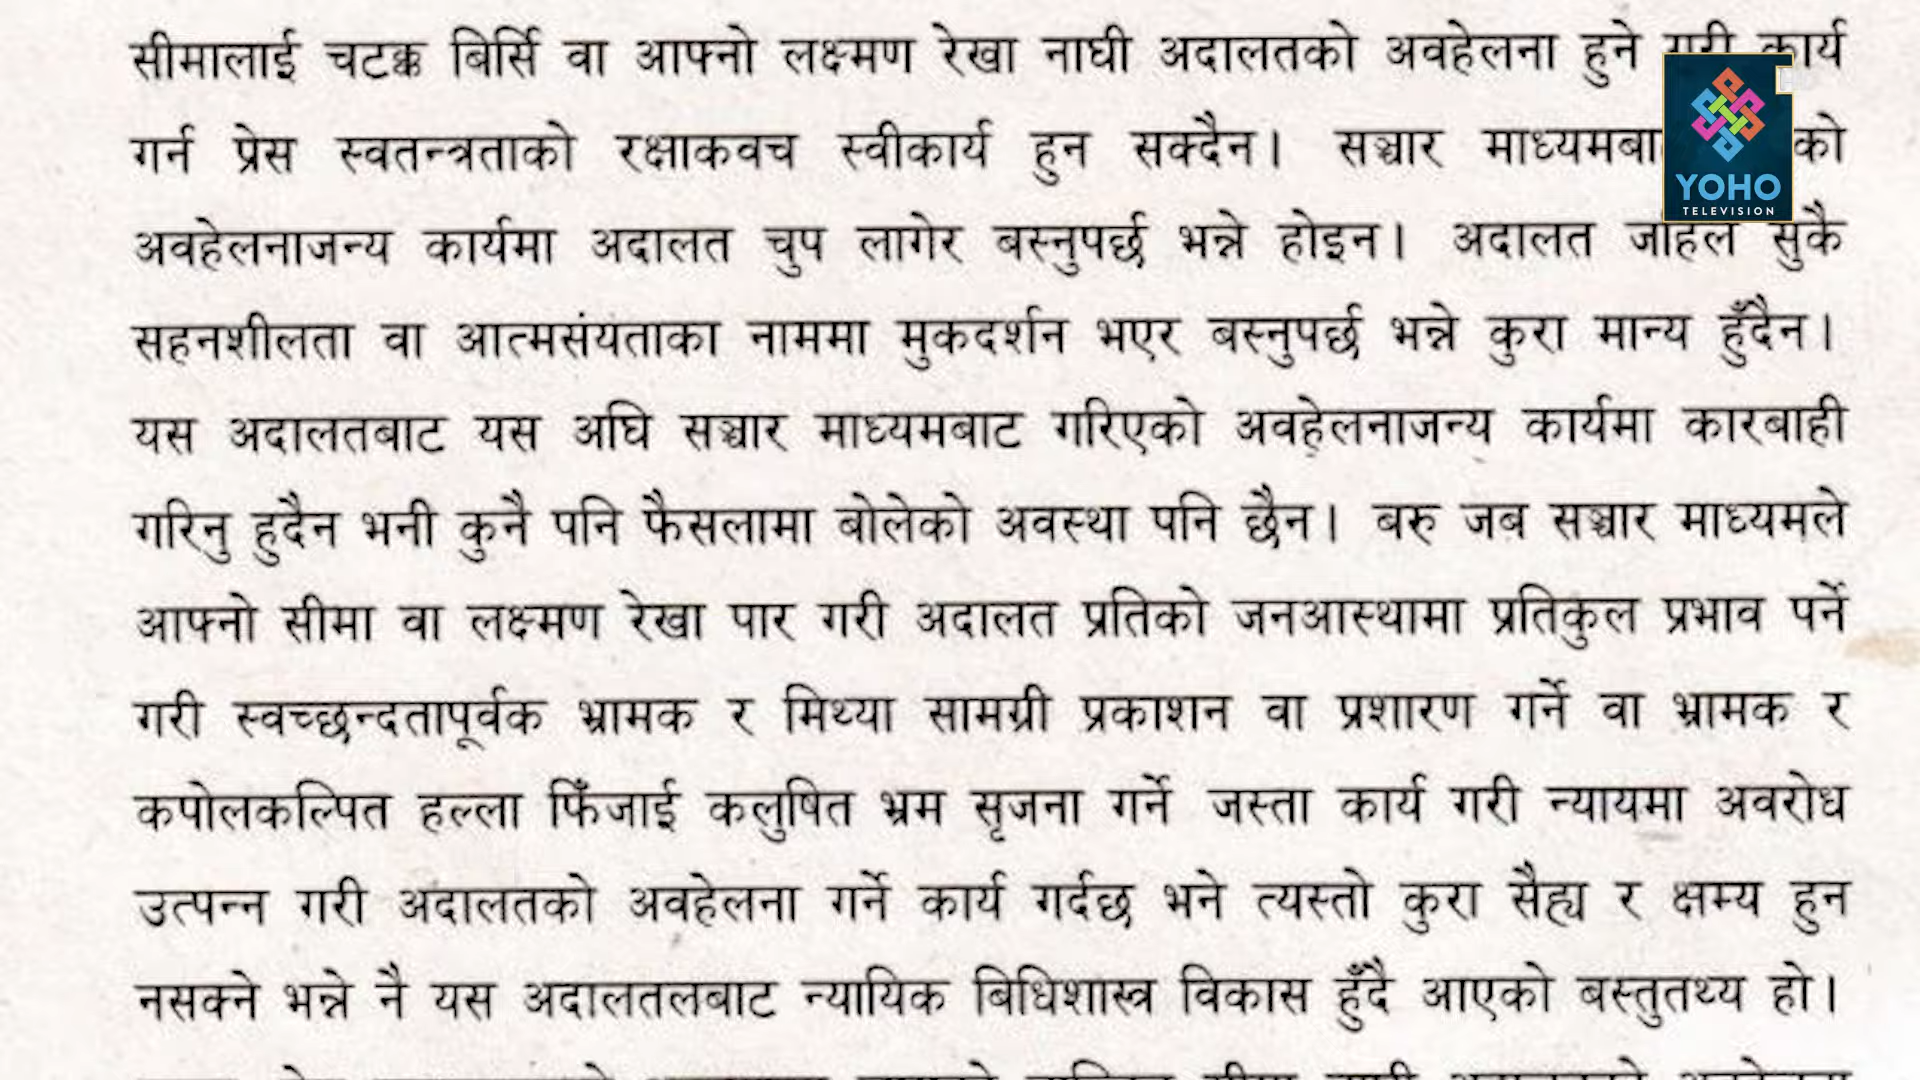 सीमालाई चटक्क बिर्सि वा आफ्नो लक्ष्मण रेखा नाघी अदालतको अवहेलना हुने गरी कार्य
गर्न प्रेस स्वतन्त्रताको रक्षाकवच स्वीकार्य हुन सक्दैन। सञ्चार को
अवहेलनाजन्य कार्यमा अदालत चुप लागेर बस्नुपर्छ भन्ने होइन। अदालत जहिले सुकै
सहनशीलता वा आत्मसंयताका नाममा मुकदर्शन भएर बस्नुपर्छ भन्ने कुरा मान्य हुँदैन।
यस अदालतबाट यस अघि सञ्चार माध्यमबाट गरिएको अवहेलनाजन्य कार्यमा कारबाही
गरिनु हुदैन भनी कुनै पनि फैसलामा बोलेको अवस्था पनि छैन। बरु जब सञ्चार माध्यमले
आफ्नो सीमा वा लक्ष्मण रेखा पार गरी अदालत प्रतिको जनआस्थामा प्रतिकुल प्रभाव पर्ने
गरी स्वच्छन्दतापूर्वक भ्रामक र मिथ्या सामग्री प्रकाशन वा प्रशारण गर्ने वा भ्रामक र
कपोलकल्पित हल्ला फिँजाई कलुषित भ्रम सृजना गर्ने जस्ता कार्य गरी न्यायमा अवरोध
उत्पन्न गरी अदालतको अवहेलना गर्ने कार्य गर्दछ भने त्यस्तो कुरा सैह्य र क्षम्य हुन
नसक्ने भन्ने नै यस अदालतलबाट न्यायिक बिधिशास्त्र विकास हुँदै आएको बस्तुतथ्य हो।
YOHO
TELEVISION